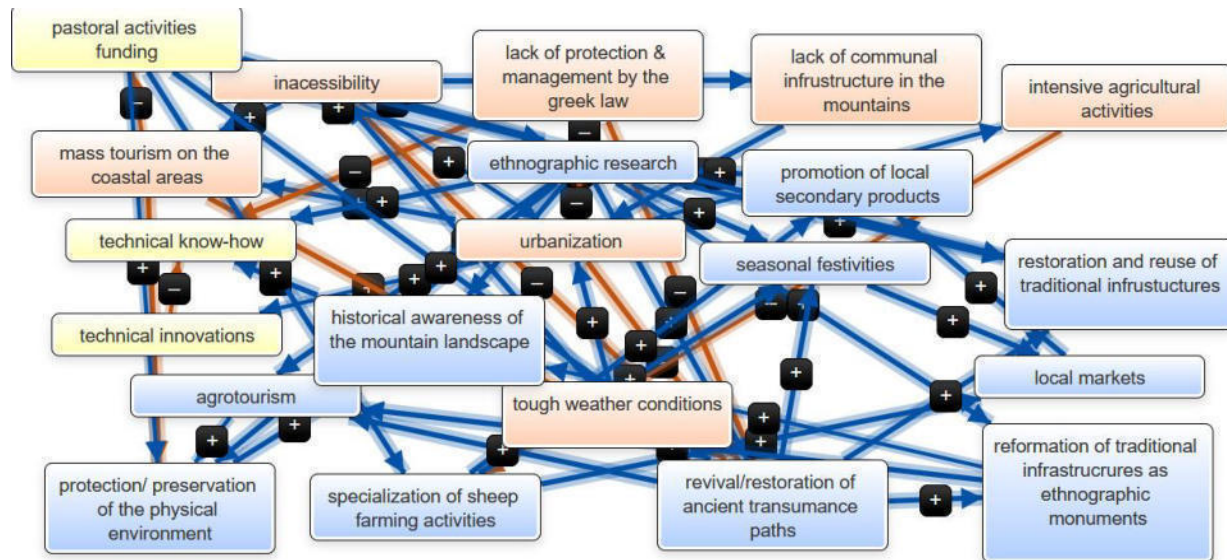 pastoral activities
funding
inacessibility
lack of protection &
management by the
greek law
lack of communal
infrustructure in the
mountains
intensive agricultural
activities
mass tourism on the
coastal areas
ethnographic research
promotion of local
secondary products
technical know-how
urbanization
seasonal festivities
restoration and reuse of
traditional infrustuctures
technical innovations
historical awareness of
the mountain landscape
local markets
agrotourism
tough weather conditions
protection/ preservation
of the physical
environment
specialization of sheep
farming activities
revival/restoration of
ancient transumance
paths
reformation of traditional
infrastrucrures as
ethnographic
monuments